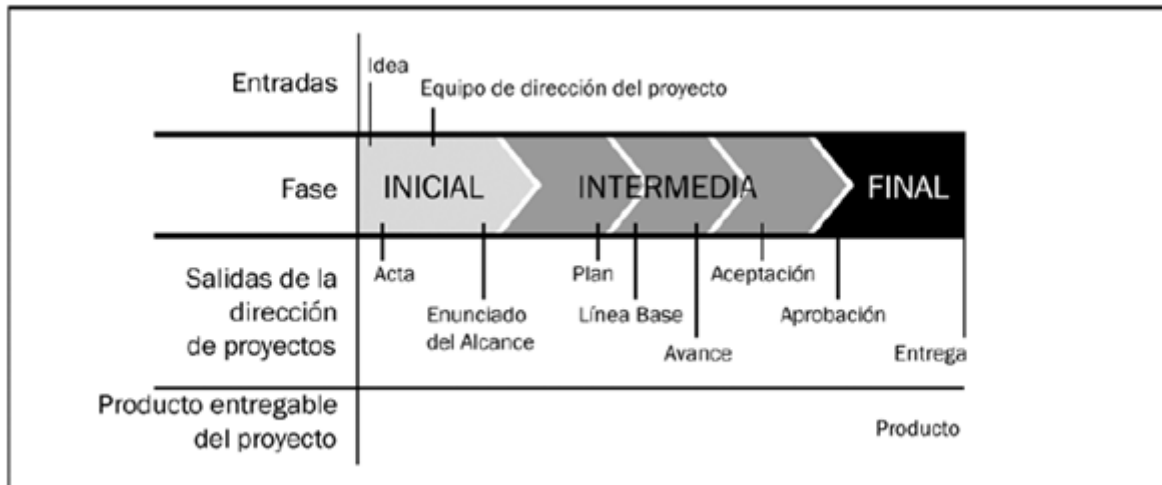 Entradas
Idea
Equipo de dirección del proyecto
Fase
INICIAL
INTERMEDIA
FINAL
Salidas de la
dirección
de proyectos
Acta
Enunciado
del Alcance
Plan
Línea Base
Avance
Aceptación
Aprobación
Entrega
Producto entregable
del proyecto
Producto